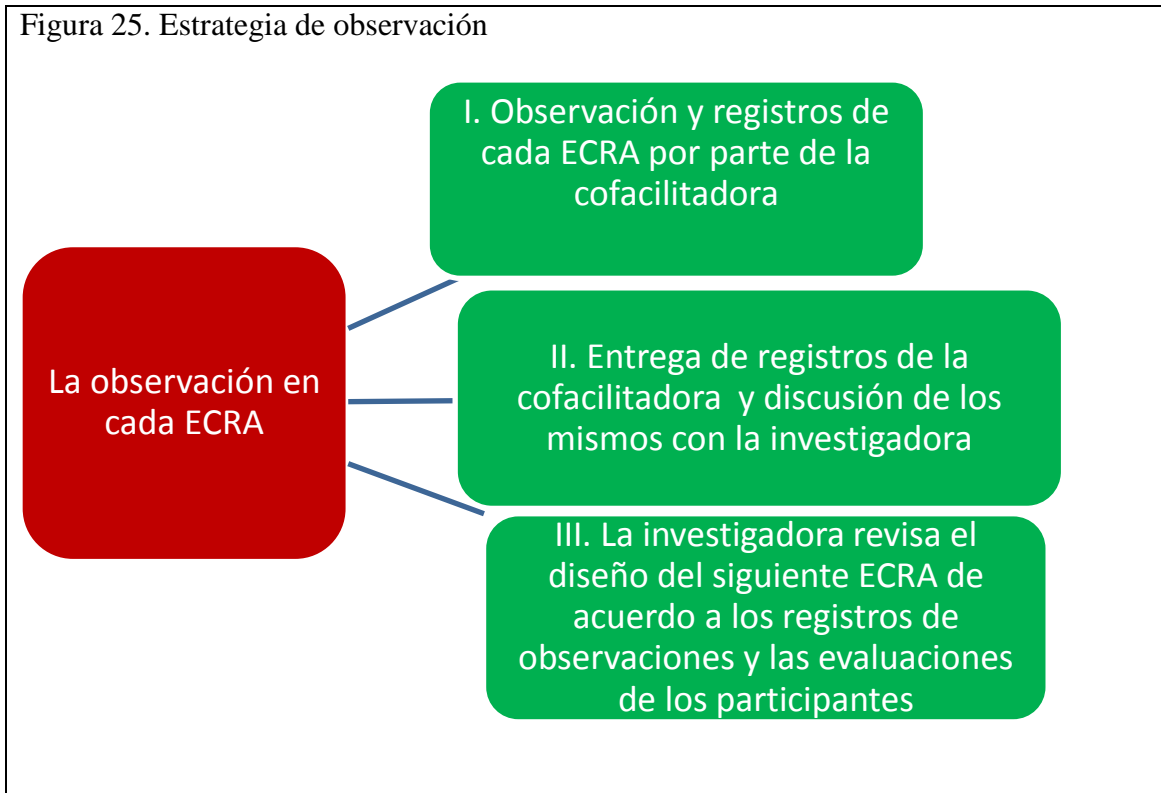 Figura 25. Estrategia de observación
I. Observación y registros de
cada ECRA por parte de la
cofacilitadora
La observación en
cada ECRA
II. Entrega de registros de la
cofacilitadora  y discusión de los
mismos con la investigadora
III. La investigadora revisa el
diseño del siguiente ECRA de
acuerdo a los registros de
observaciones y las evaluaciones
de los participantes